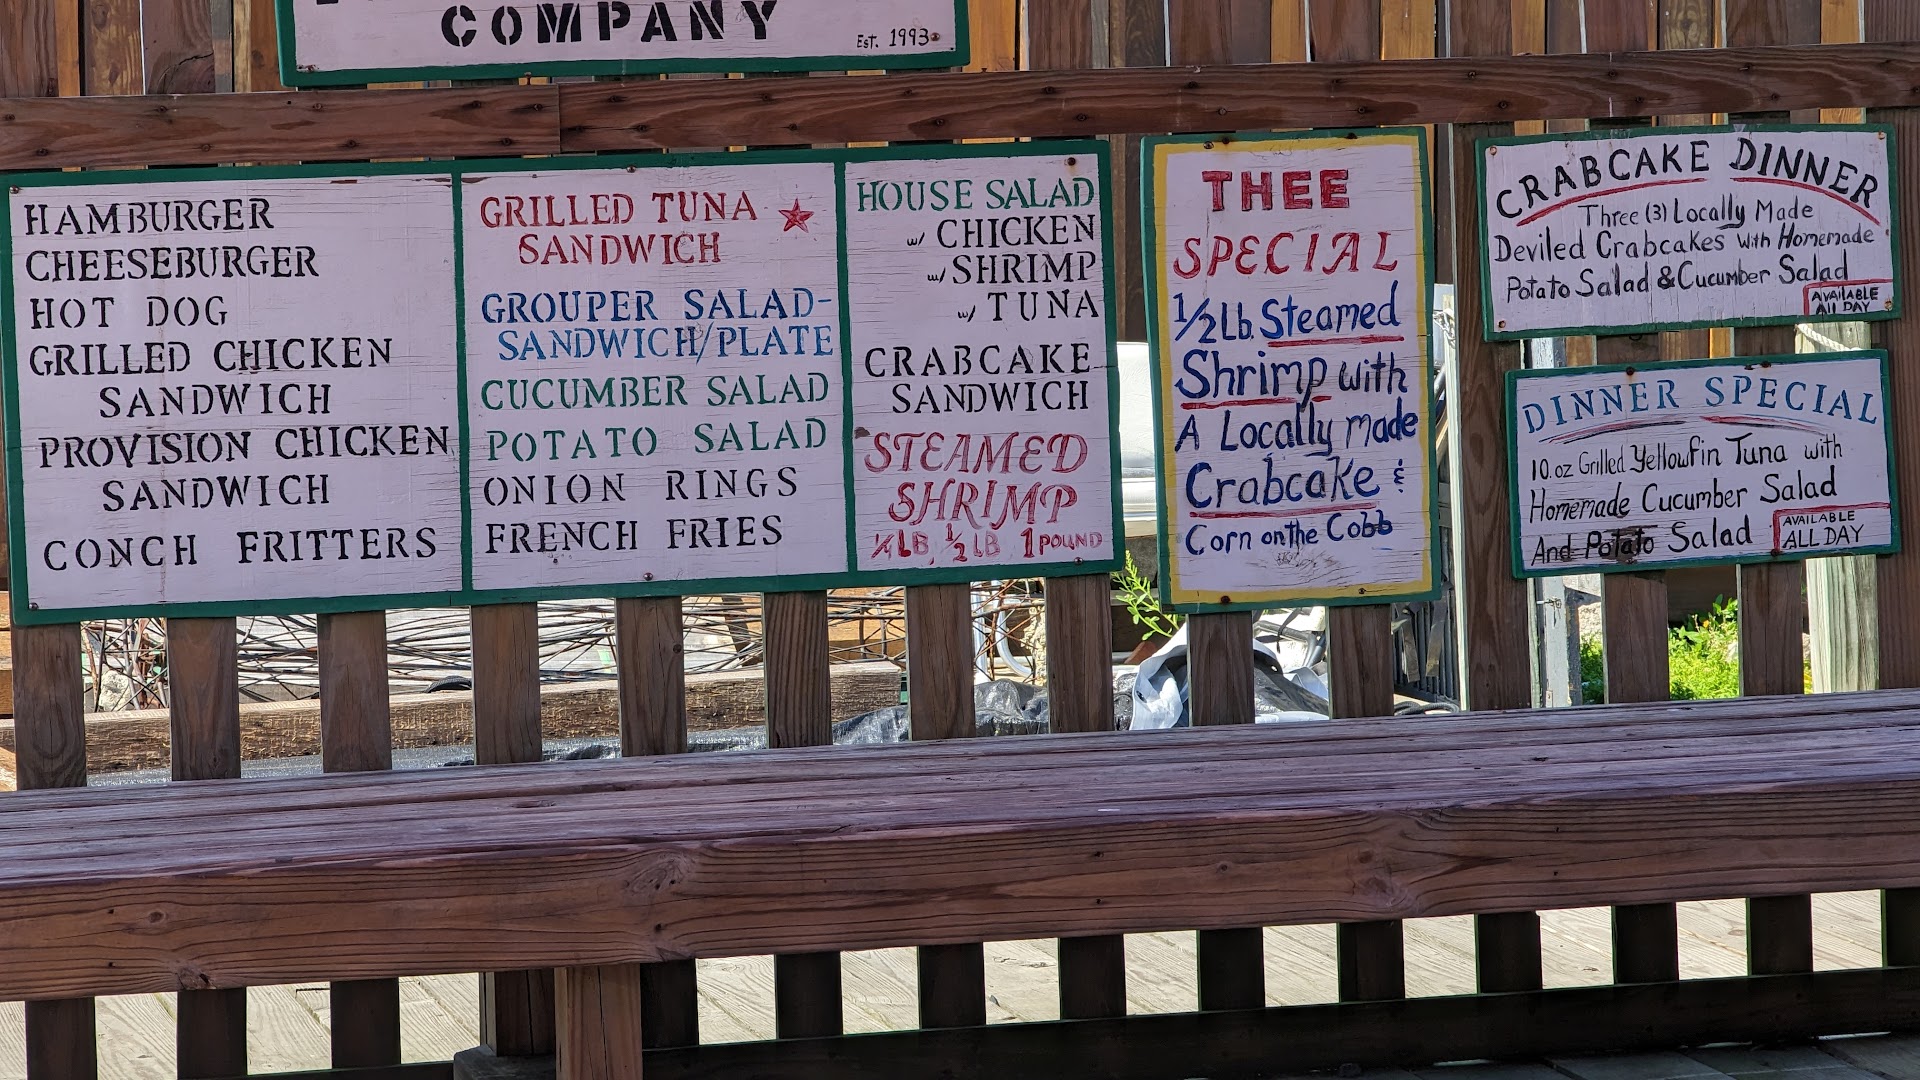 COMPANY
Est. 1993
HAMBURGER
CHEESEBURGER
HOT DOG
GRILLED CHICKEN
SANDWICH
PROVISION CHICKEN
SANDWICH
CONCH FRITTERS
GRILLED TUNA
SANDWICH
GROUPER SALAD-
SANDWICH/PLATE
CUCUMBER SALAD
POTATO SALAD
ONION RINGS
FRENCH FRIES
HOUSE SALAD
w/ CHICKEN
w/ SHRIMP
w/ TUNA
CRABCAKE
SANDWICH
STEAMED
SHRIMP
¼ LB ½ LB 1 POUND
THEE
SPECIAL
1/2 Lb. Steamed
Shrimp with
A Locally made
Crabcake &
Corn on the Cobb
CRABCAKE DINNER
Three (3) Locally Made
Deviled Crabcakes with Homemade
Potato Salad & Cucumber Salad
AVAILABLE
All DAY
DINNER SPECIAL
10 oz Grilled Yellowfin Tuna with
Homemade Cucumber Salad
And Potato Salad
AVAILABLE
ALL DAY